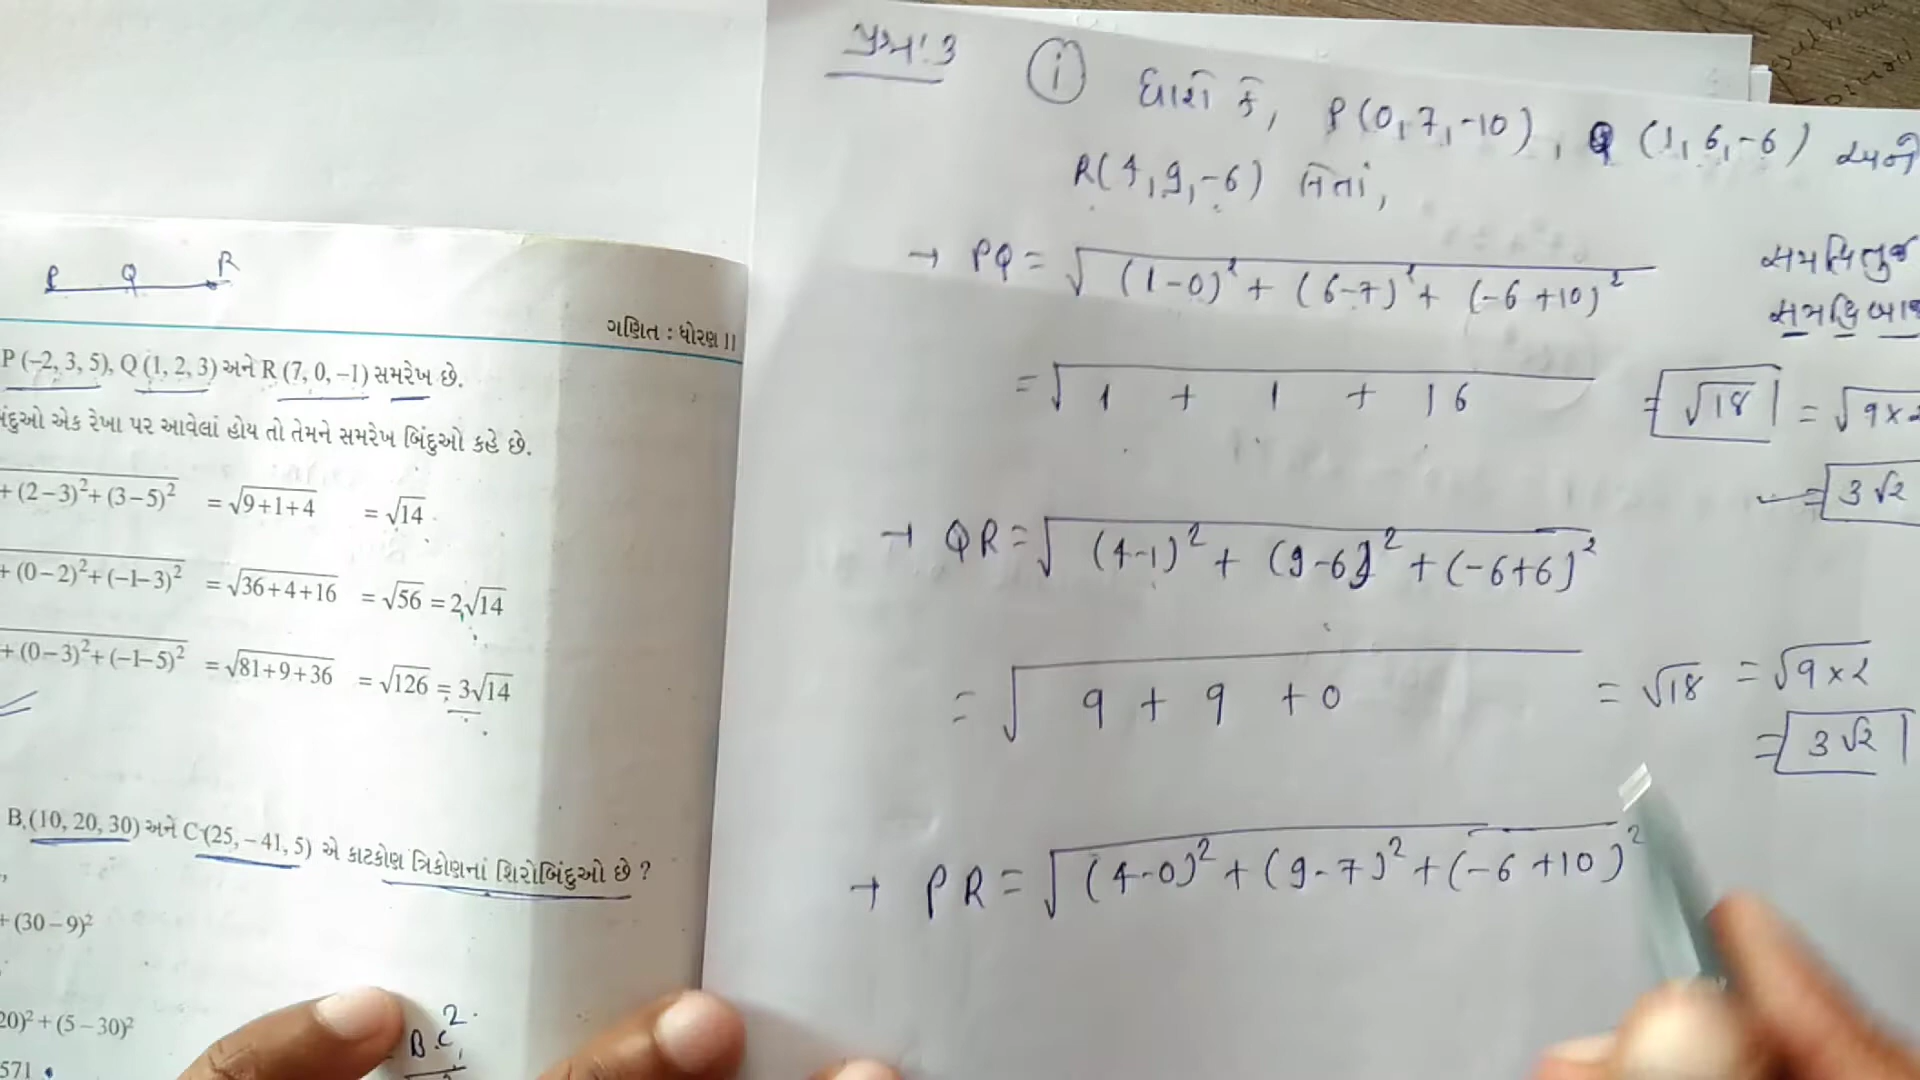 P Q R
ગણિત : ધોરણ 11
P (−2, 3, 5), Q (1, 2, 3) અને R (7, 0, −1) સમરેખ છે.
બિંદુઓ એક રેખા પર આવેલાં હોય તો તેમને સમરેખ બિંદુઓ કહે છે.
+ (2−3)²+ (3−5)² = √9+1+4 = √14
+ (0−2)²+ (−1−3)² = √36+4+16 = √56 = 2√14
+ (0−3)²+ (−1−5)² = √81+9+36 = √126 = 3√14
B (10, 20, 30) અને C (25, −41, 5) એ કાટકોણ ત્રિકોણનાં શિરોબિંદુઓ છે ?
+ (30 − 9)²
20)² + (5 − 30)²
571
BC²
પ્રશ્ન:3 (i) ધારો કે, P(0,7,-10), Q (1,6,-6) અને
R(4,9,-6) લેતાં,
→ PQ = √(1-0)² + (6-7)² + (-6+10)²
= √1 + 1 + 16 = √18 = √9×2
= 3√2
→ QR = √(4-1)² + (9-6)² + (-6+6)²
= √9 + 9 + 0 = √18 = √9×2
= 3√2
→ PR = √(4-0)² + (9-7)² + (-6+10)²